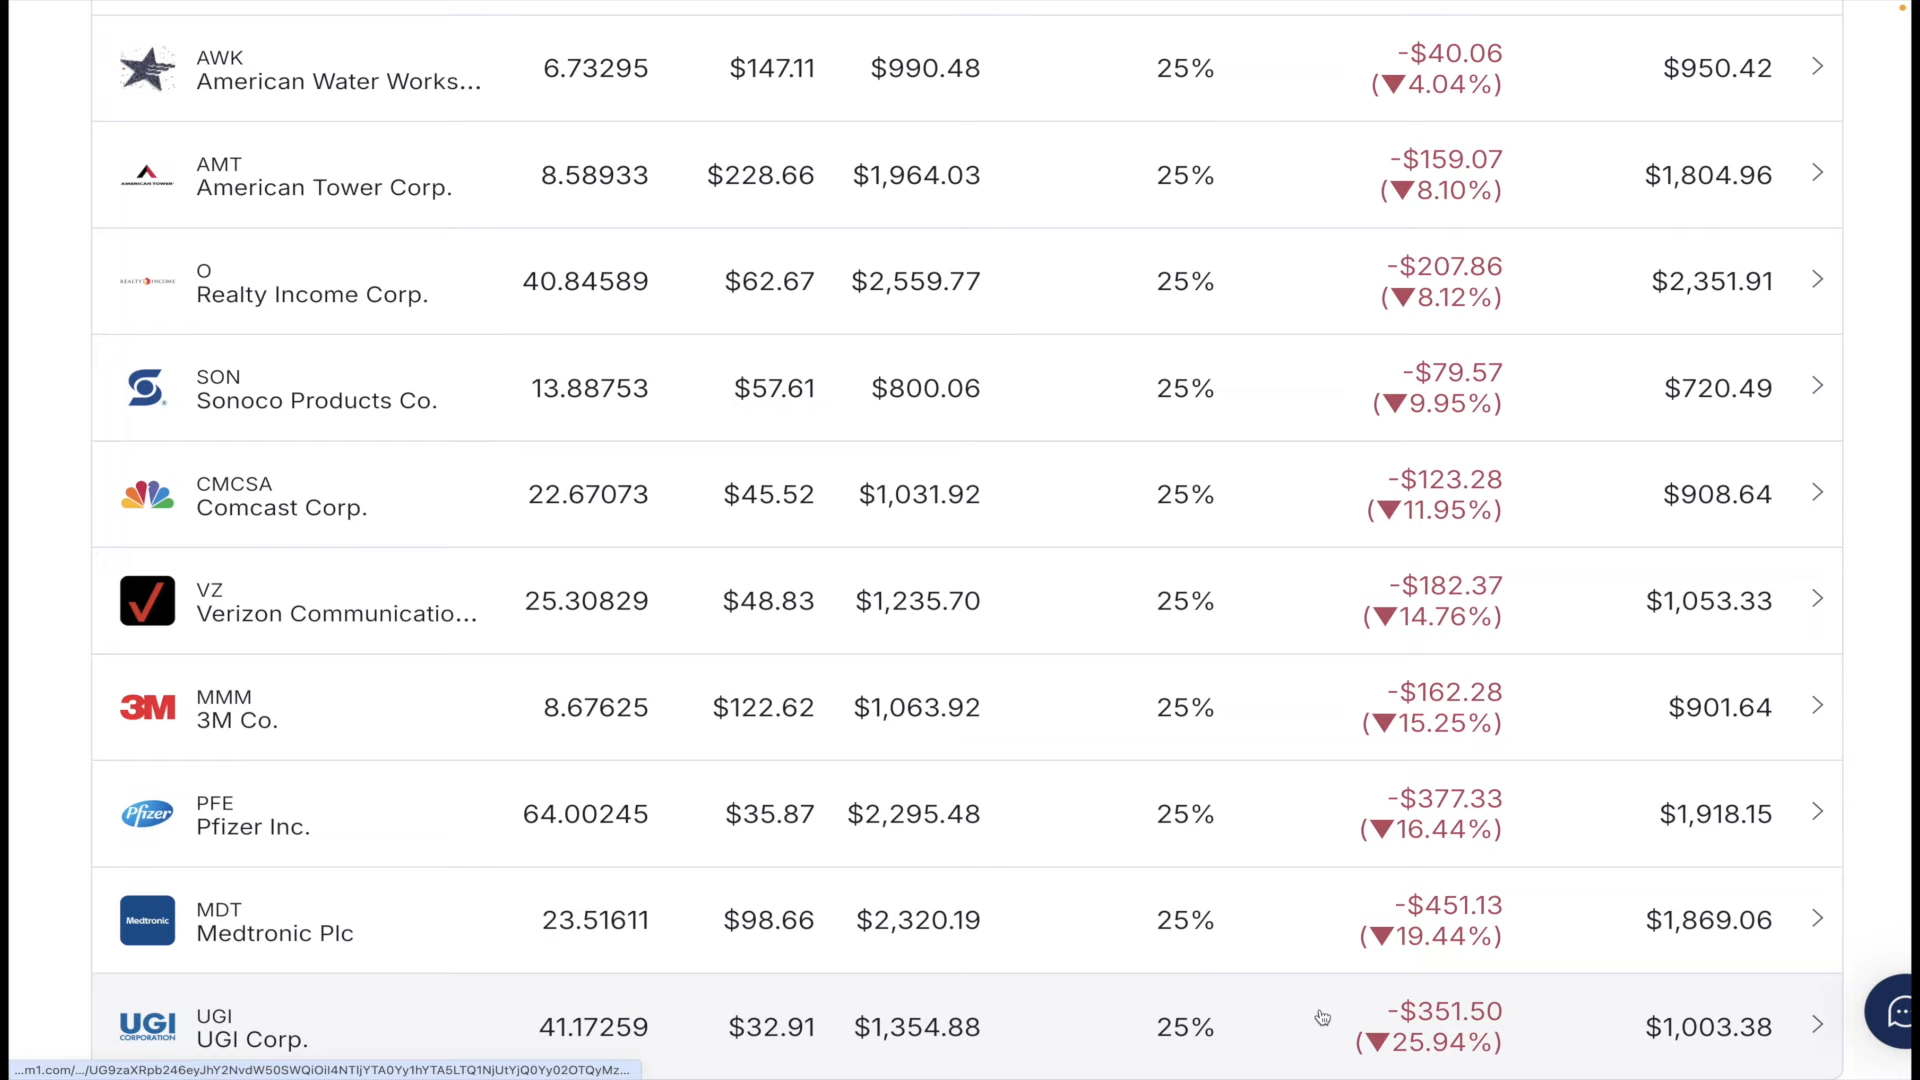 AWK
American Water Works...
6.73295
$147.11
$990.48
25%
-$40.06
(▼4.04%)
$950.42
AMERICAN TOWER
AMT
American Tower Corp.
8.58933
$228.66
$1,964.03
25%
-$159.07
(▼8.10%)
$1,804.96
REALTY INCOME
O
Realty Income Corp.
40.84589
$62.67
$2,559.77
25%
-$207.86
(▼8.12%)
$2,351.91
SON
Sonoco Products Co.
13.88753
$57.61
$800.06
25%
-$79.57
(▼9.95%)
$720.49
CMCSA
Comcast Corp.
22.67073
$45.52
$1,031.92
25%
-$123.28
(▼11.95%)
$908.64
VZ
Verizon Communicatio...
25.30829
$48.83
$1,235.70
25%
-$182.37
(▼14.76%)
$1,053.33
3M
MMM
3M Co.
8.67625
$122.62
$1,063.92
25%
-$162.28
(▼15.25%)
$901.64
Pfizer
PFE
Pfizer Inc.
64.00245
$35.87
$2,295.48
25%
-$377.33
(▼16.44%)
$1,918.15
Medtronic
MDT
Medtronic Plc
23.51611
$98.66
$2,320.19
25%
-$451.13
(▼19.44%)
$1,869.06
UGI
CORPORATION
UGI
UGI Corp.
41.17259
$32.91
$1,354.88
25%
-$351.50
(▼25.94%)
$1,003.38